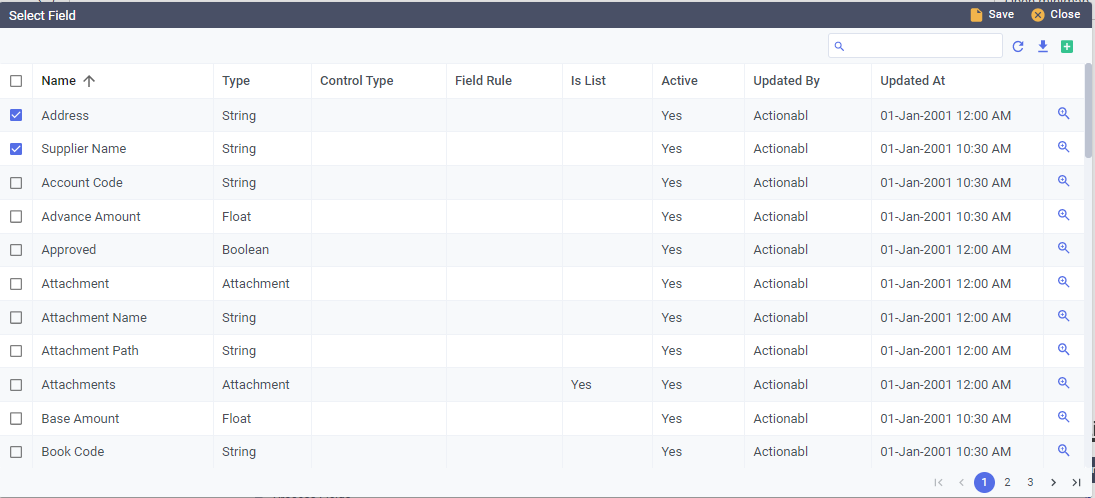 Select Field Save Close
Name Type Control Type Field Rule Is List Active Updated By Updated At
Address String Yes Actionabl 01-Jan-2001 12:00 AM
Supplier Name String Yes Actionabl 01-Jan-2001 10:30 AM
Account Code String Yes Actionabl 01-Jan-2001 10:30 AM
Advance Amount Float Yes Actionabl 01-Jan-2001 10:30 AM
Approved Boolean Yes Actionabl 01-Jan-2001 12:00 AM
Attachment Attachment Yes Actionabl 01-Jan-2001 12:00 AM
Attachment Name String Yes Actionabl 01-Jan-2001 12:00 AM
Attachment Path String Yes Actionabl 01-Jan-2001 12:00 AM
Attachments Attachment Yes Yes Actionabl 01-Jan-2001 12:00 AM
Base Amount Float Yes Actionabl 01-Jan-2001 10:30 AM
Book Code String Yes Actionabl 01-Jan-2001 10:30 AM
1 2 3